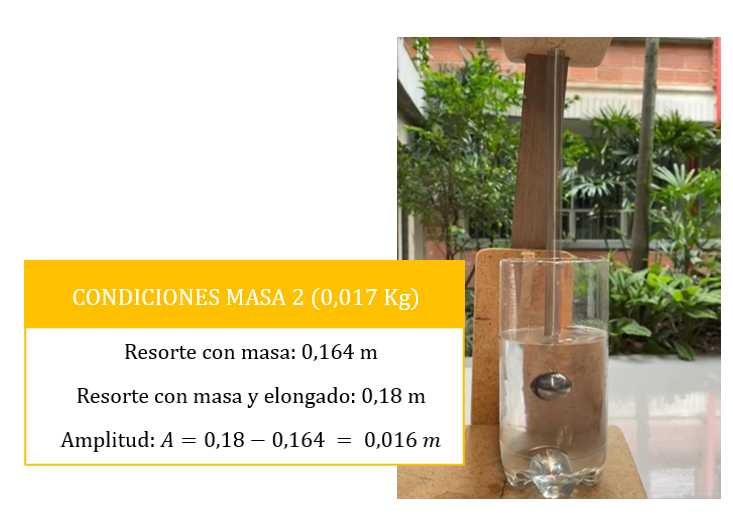 CONDICIONES MASA 2 (0,017 Kg)
Resorte con masa: 0,164 m
Resorte con masa y elongado: 0,18 m
Amplitud: A = 0,18 − 0,164 = 0,016 m